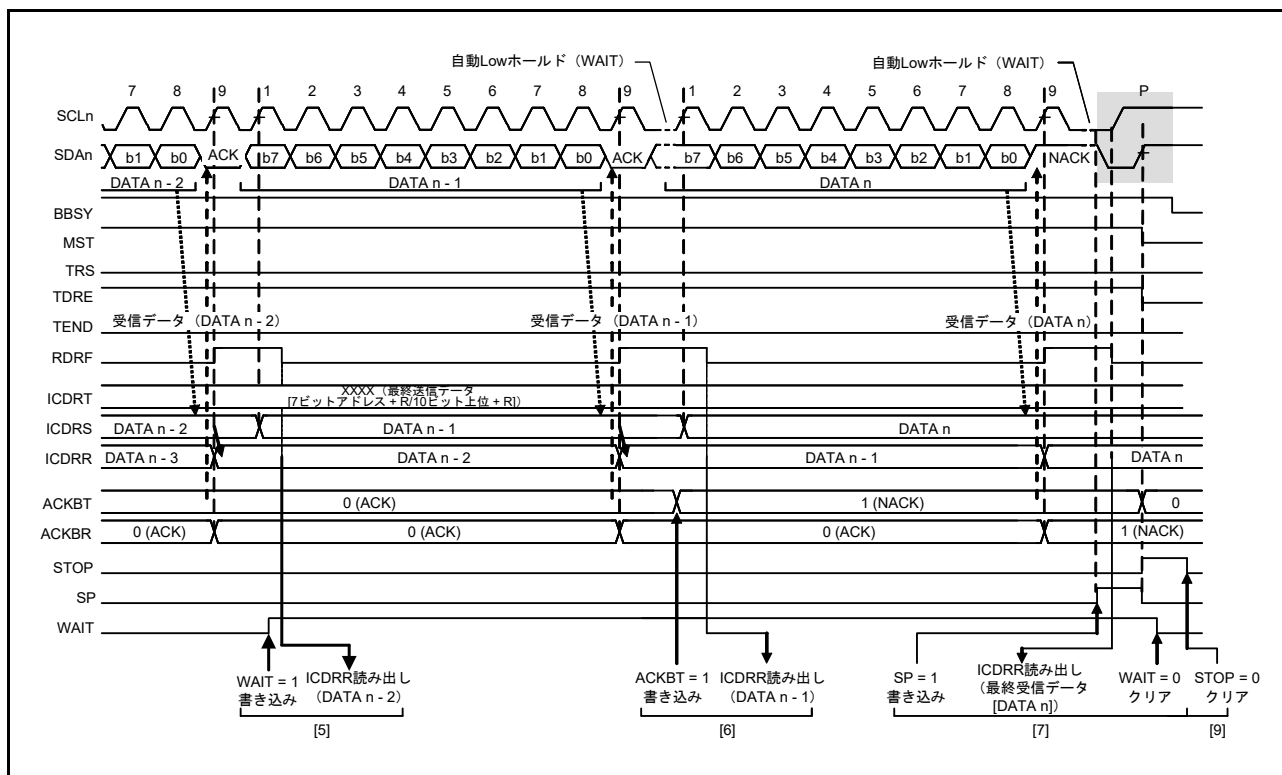 自動Lowホールド（WAIT） 自動Lowホールド（WAIT）
7 8 9 1 2 3 4 5 6 7 8 9 1 2 3 4 5 6 7 8 9 P
SCLn
SDAn b1 b0 ACK b7 b6 b5 b4 b3 b2 b1 b0 ACK b7 b6 b5 b4 b3 b2 b1 b0 NACK
DATA n - 2 DATA n - 1 DATA n
BBSY
MST
TRS
TDRE
受信データ（DATA n - 2） 受信データ（DATA n - 1） 受信データ（DATA n）
TEND
RDRF
ICDRT XXXX（最終送信データ
[7ビットアドレス + R/10ビット上位 + R]）
ICDRS DATA n - 2 DATA n - 1 DATA n
ICDRR DATA n - 3 DATA n - 2 DATA n - 1 DATA n
ACKBT 0 (ACK) 1 (NACK) 0
ACKBR 0 (ACK) 0 (ACK) 0 (ACK) 1 (NACK)
STOP
SP
WAIT
WAIT = 1
書き込み
ICDRR読み出し
（DATA n - 2）
[5]
ACKBT = 1
書き込み
ICDRR読み出し
（DATA n - 1）
[6]
SP = 1
書き込み
ICDRR読み出し
（最終受信データ
[DATA n]）
WAIT = 0
クリア
[7]
STOP = 0
クリア
[9]